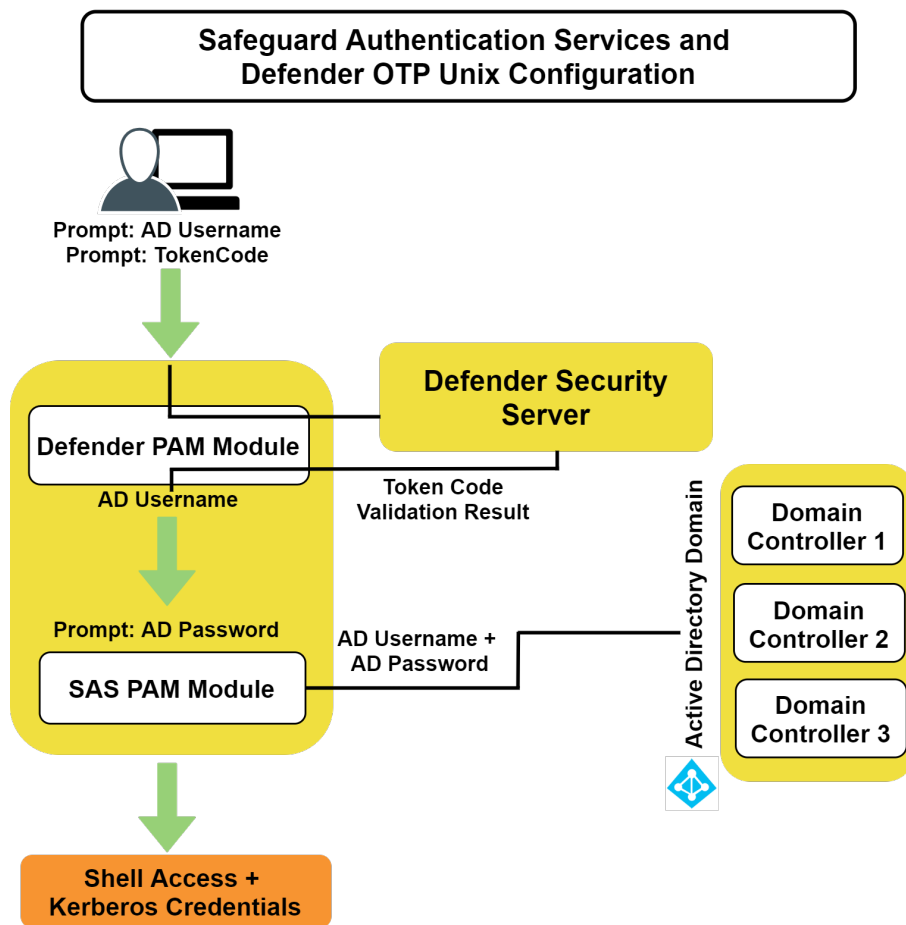 Safeguard Authentication Services and
Defender OTP Unix Configuration
Prompt: AD Username
Prompt: TokenCode
Defender Security
Server
Defender PAM Module
AD Username
Token Code
Validation Result
Prompt: AD Password
SAS PAM Module
AD Username +
AD Password
Active Directory Domain
Domain
Controller 1
Domain
Controller 2
Domain
Controller 3
Shell Access +
Kerberos Credentials